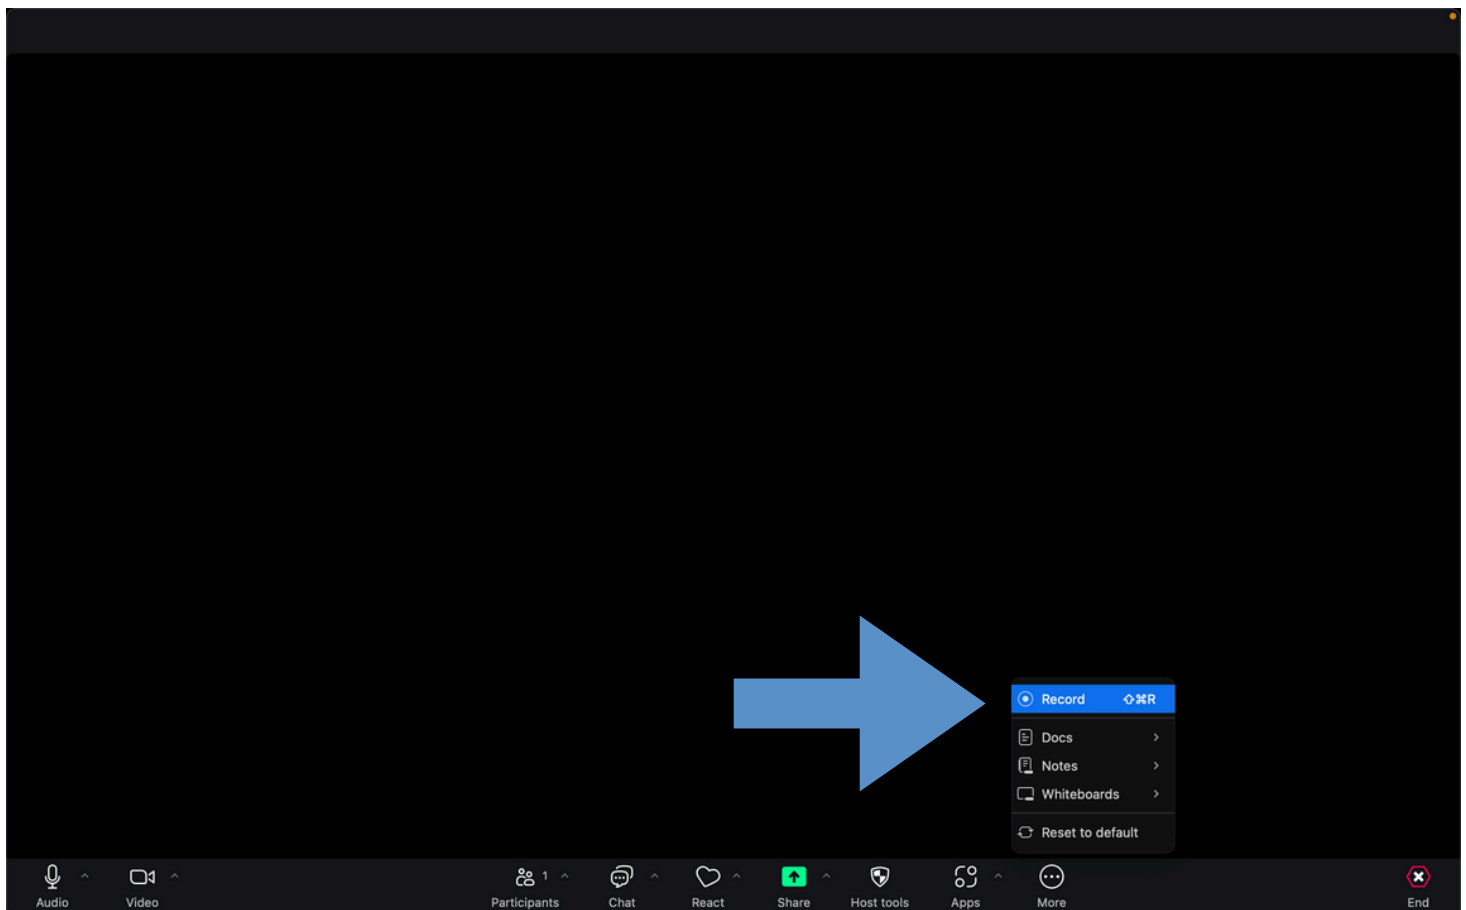 Record ⇧⌘R
Docs
Notes
Whiteboards
Reset to default
1
Audio Video Participants Chat React Share Host tools Apps More End